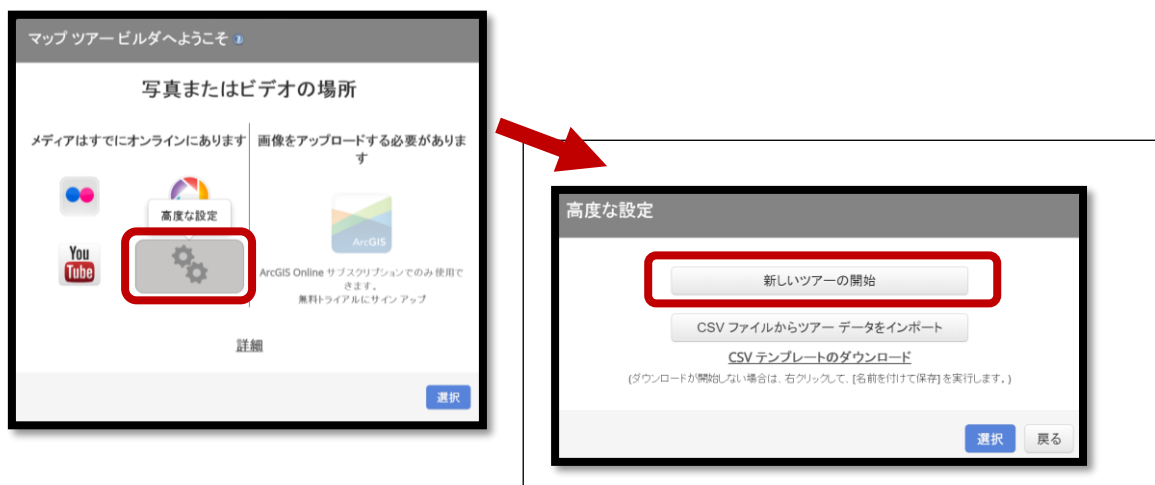 マップ ツアー ビルダへようこそ
写真またはビデオの場所
メディアはすでにオンラインにあります
画像をアップロードする必要がありま
す
高度な設定
You
Tube
ArcGIS
ArcGIS Online サブスクリプションでのみ使用で
きます。
無料トライアルにサイン アップ
詳細
選択
高度な設定
新しいツアーの開始
CSV ファイルからツアー データをインポート
CSV テンプレートのダウンロード
(ダウンロードが開始しない場合は、右クリックして、[名前を付けて保存] を実行します。)
選択
戻る